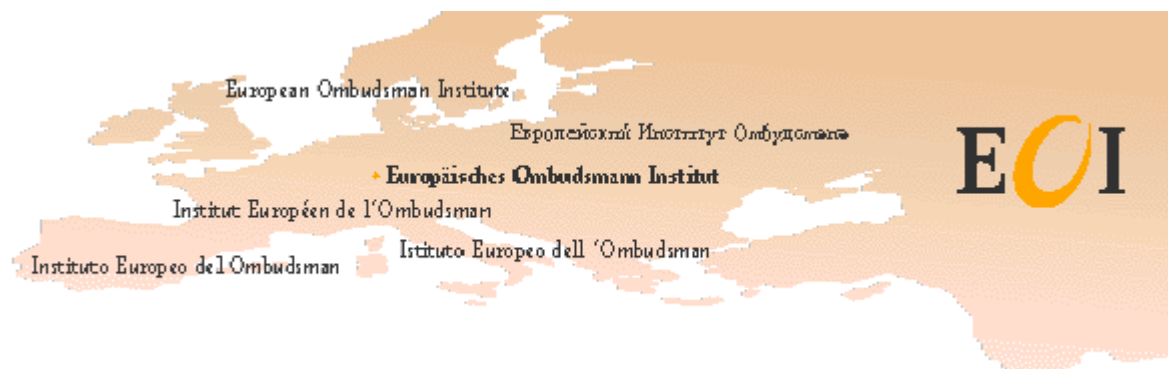 European Ombudsman Institute
Европейский Институт Омбудсмана
Europäisches Ombudsmann Institut
EOI
Institut Européen de l'Ombudsman
Istituto Europeo dell 'Ombudsman
Instituto Europeo del Ombudsman